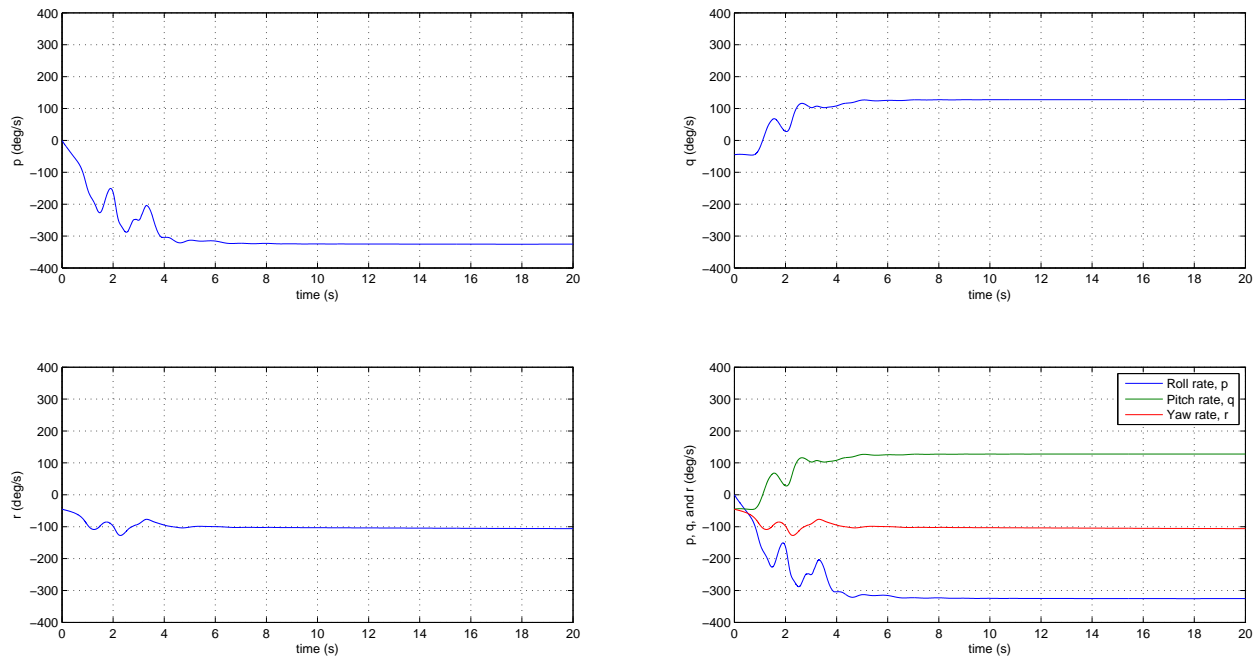 400
300
200
100
0
−100
−200
−300
−400
p (deg/s)
0 2 4 6 8 10 12 14 16 18 20
time (s)
400
300
200
100
0
−100
−200
−300
−400
q (deg/s)
0 2 4 6 8 10 12 14 16 18 20
time (s)
400
300
200
100
0
−100
−200
−300
−400
r (deg/s)
0 2 4 6 8 10 12 14 16 18 20
time (s)
400
300
200
100
0
−100
−200
−300
−400
p, q, and r (deg/s)
Roll rate, p
Pitch rate, q
Yaw rate, r
0 2 4 6 8 10 12 14 16 18 20
time (s)